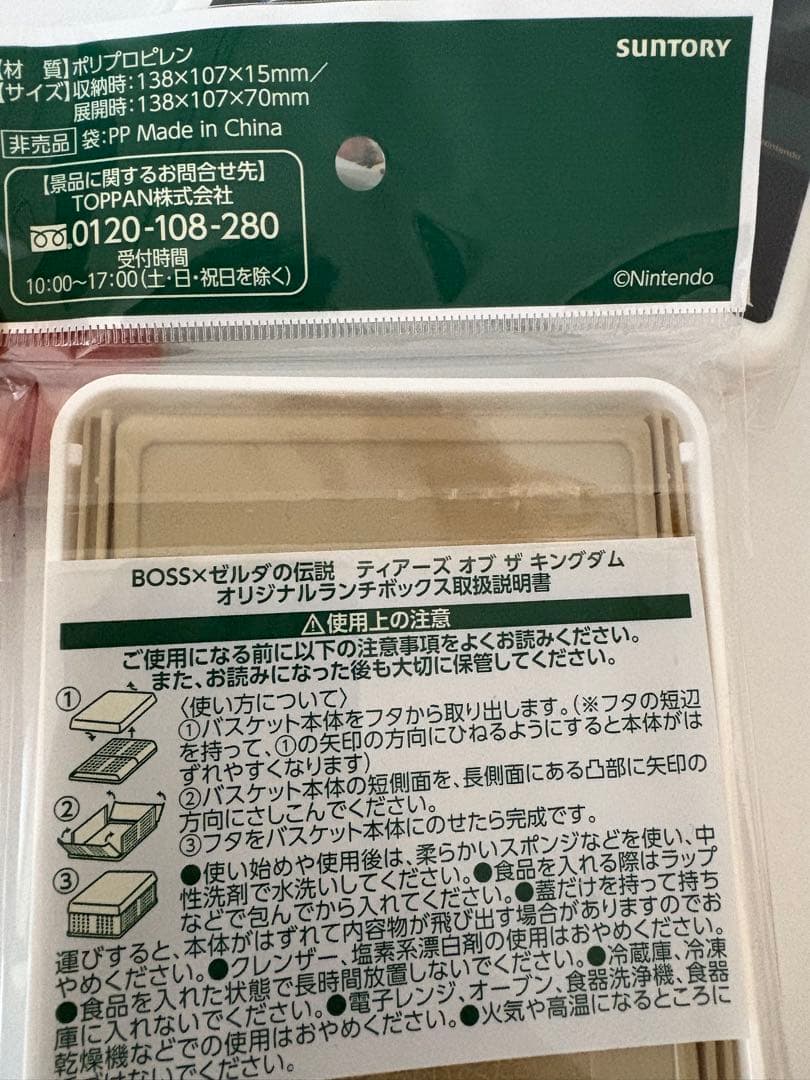 【材　質】ポリプロピレン
【サイズ】収納時:138×107×15mm／
展開時:138×107×70mm
非売品 袋:PP Made in China
【景品に関するお問合せ先】
TOPPAN株式会社
0120-108-280
受付時間
10:00〜17:00(土・日・祝日を除く)
SUNTORY
©Nintendo
Nintendo
BOSS×ゼルダの伝説　ティアーズ オブ ザ キングダム
オリジナルランチボックス取扱説明書
⚠使用上の注意
ご使用になる前に以下の注意事項をよくお読みください。
また、お読みになった後も大切に保管してください。
①
②
③
〈使い方について〉
①バスケット本体をフタから取り出します。(※フタの短辺
を持って、①の矢印の方向にひねるようにすると本体がは
ずれやすくなります)
②バスケット本体の短側面を、長側面にある凸部に矢印の
方向にさしこんでください。
③フタをバスケット本体にのせたら完成です。
●使い始めや使用後は、柔らかいスポンジなどを使い、中
性洗剤で水洗いしてください。●食品を入れる際はラップ
などで包んでから入れてください。●蓋だけを持って持ち
運びすると、本体がはずれて内容物が飛び出す場合がありますのでお
やめください。●クレンザー、塩素系漂白剤の使用はおやめください。
●食品を入れた状態で長時間放置しないでください。●冷蔵庫、冷凍
庫に入れないでください。●電子レンジ、オーブン、食器洗浄機、食器
乾燥機などでの使用はおやめください。●火気や高温になるところに